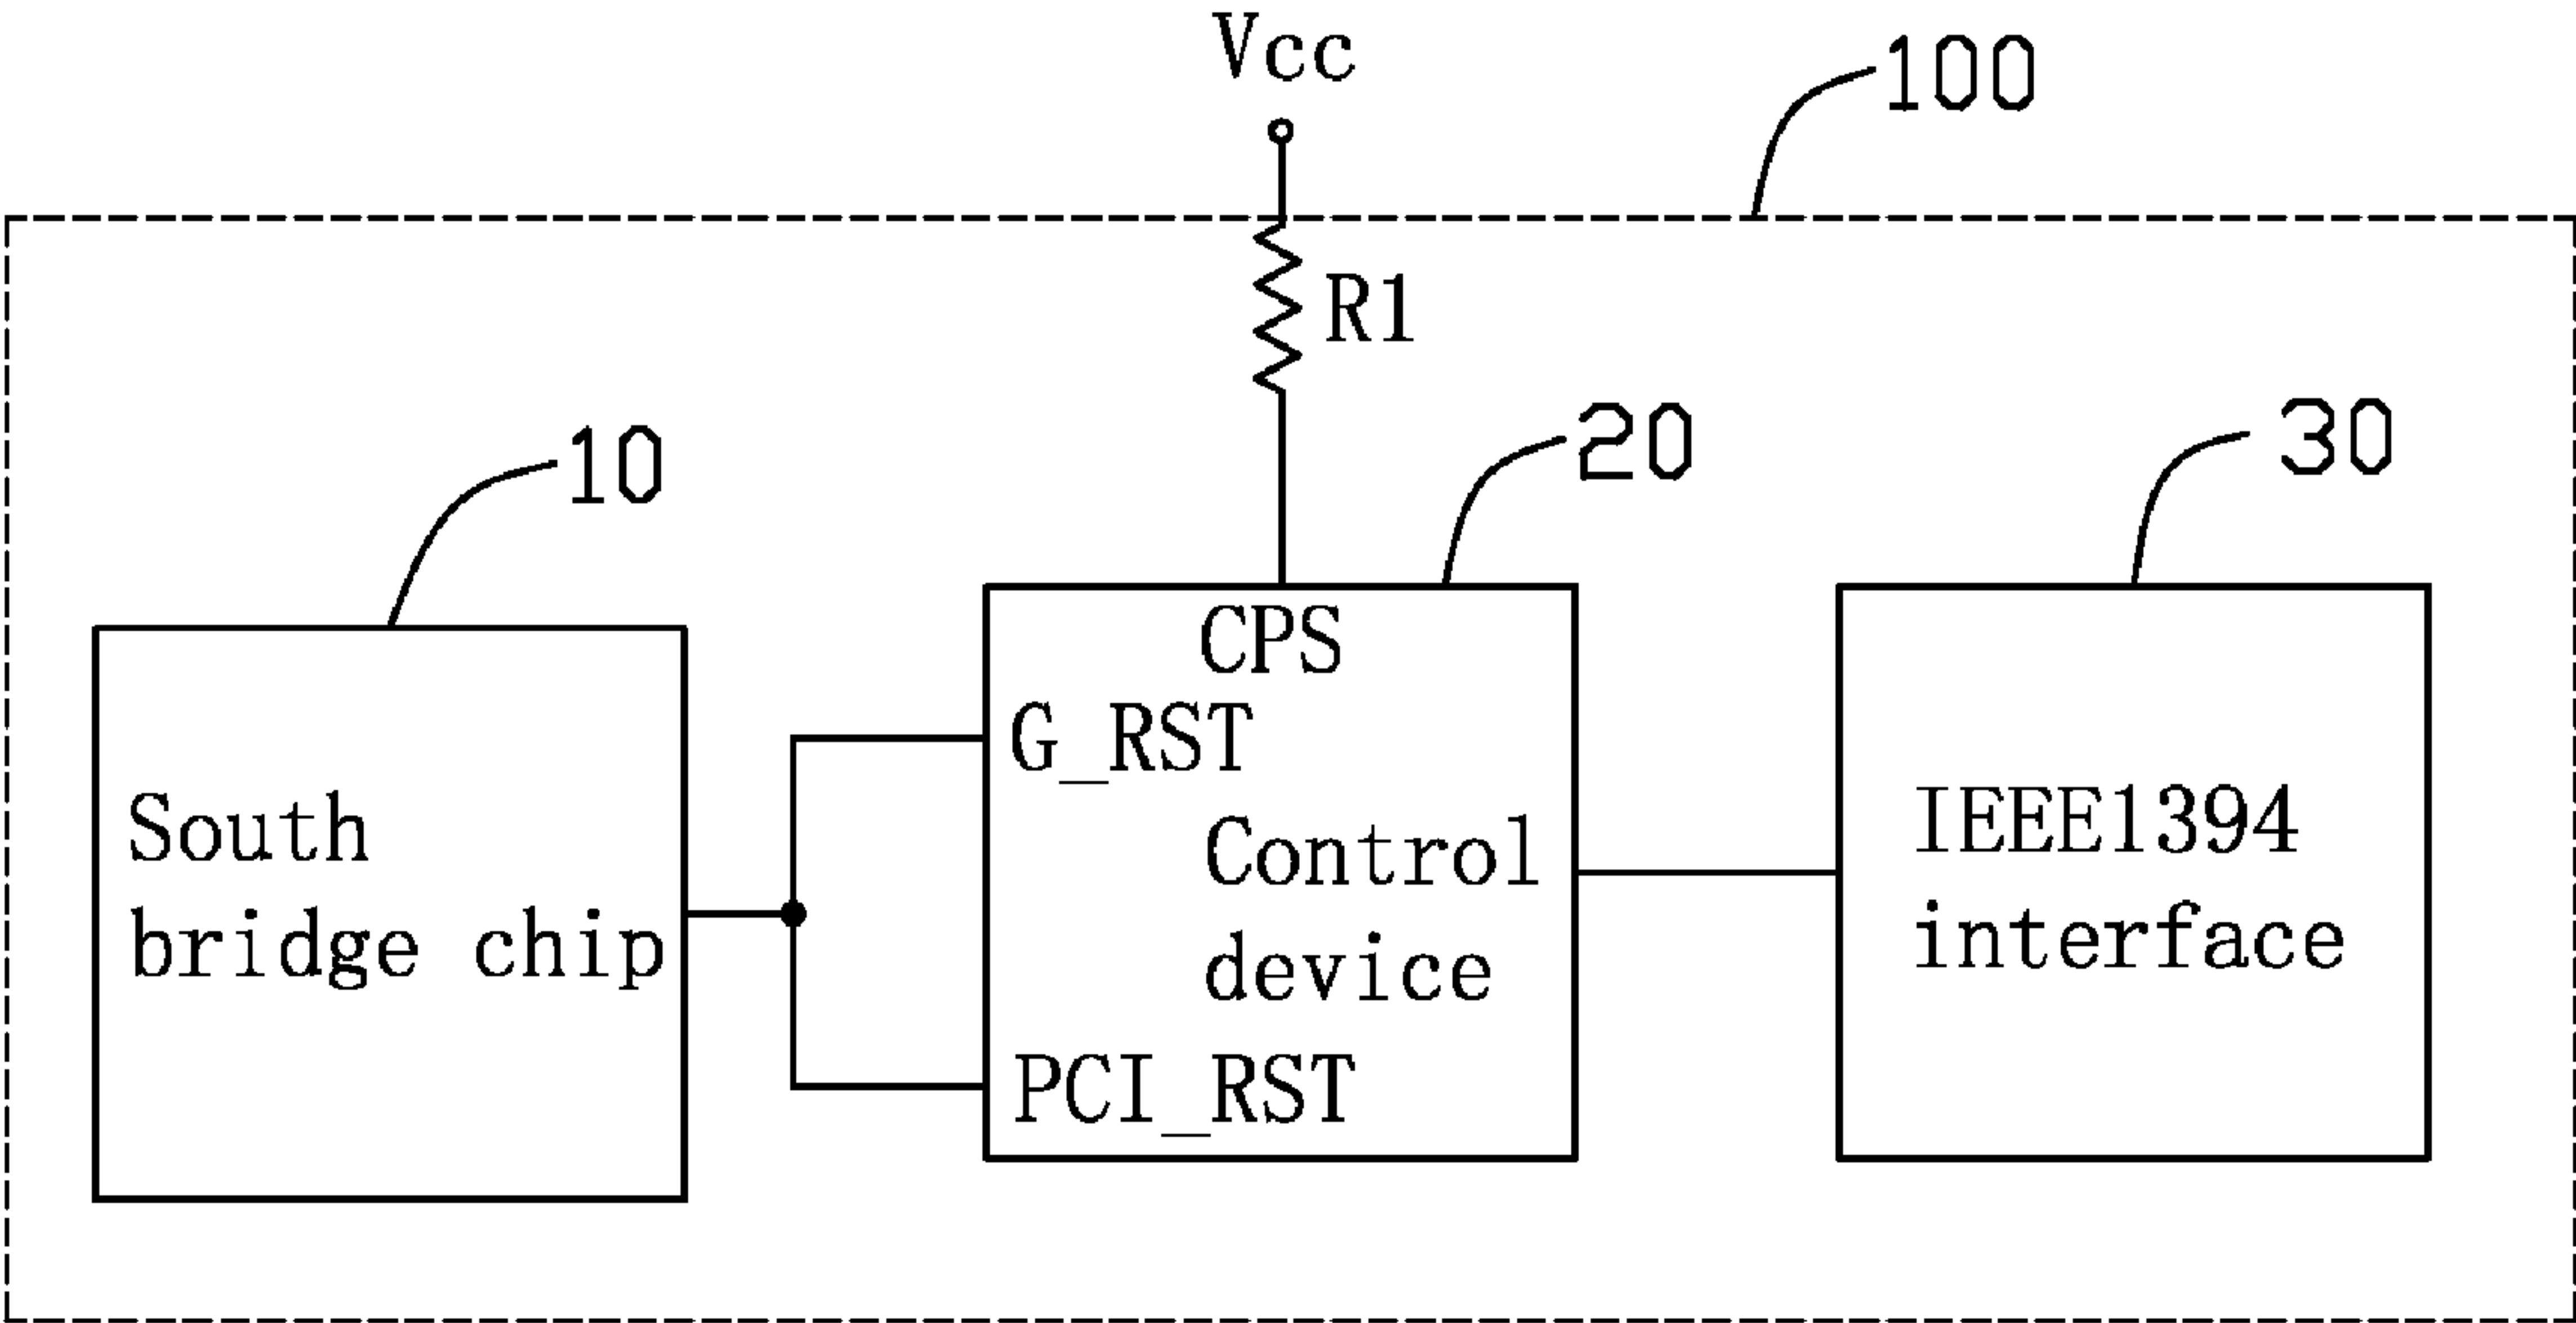 Vcc
100
R1
10
20
30
CPS
G_RST
South
bridge chip
Control
device
PCI_RST
IEEE1394
interface